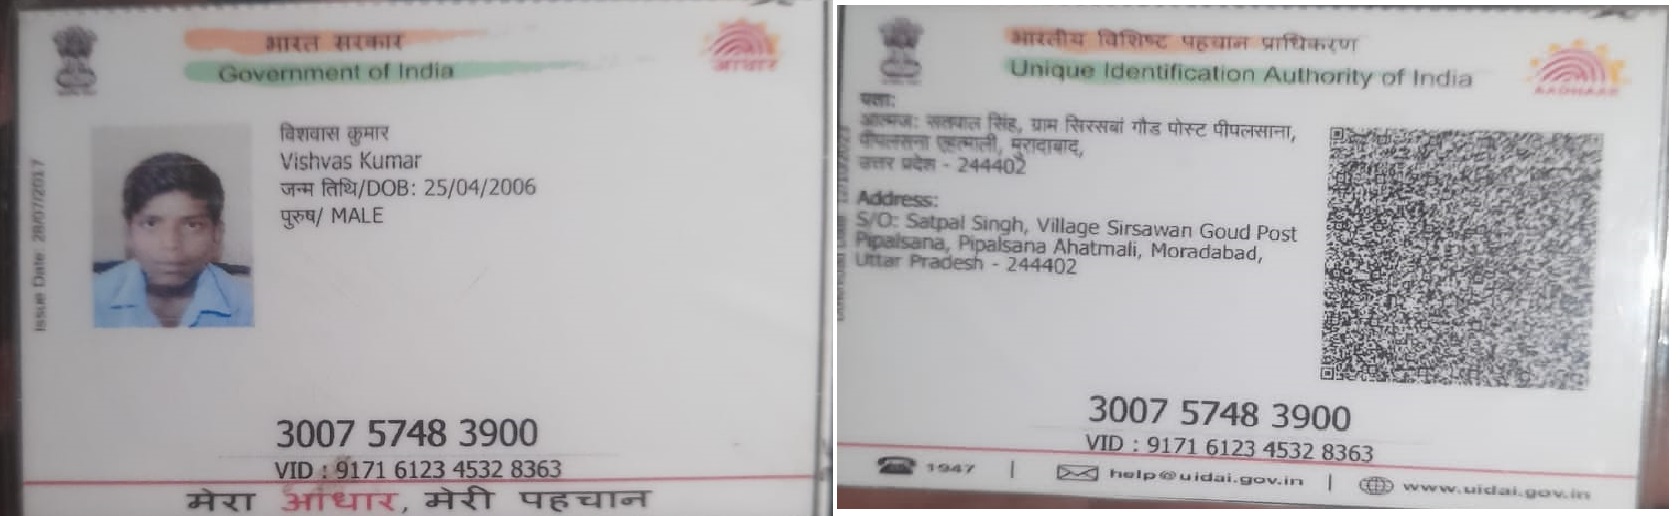 भारत सरकार
Government of India
आधार
Issue Date: 28/07/2017
विशवास कुमार
Vishvas Kumar
जन्म तिथि/DOB: 25/04/2006
पुरुष/ MALE
3007 5748 3900
VID : 9171 6123 4532 8363
मेरा आधार, मेरी पहचान
भारतीय विशिष्ट पहचान प्राधिकरण
Unique Identification Authority of India
AADHAAR
पता:
आत्मज: सतपाल सिंह, ग्राम सिरसबां गौड पोस्ट पीपलसाना,
पीपलसना एहत्माली, मुरादाबाद,
उत्तर प्रदेश - 244402
Address:
S/O: Satpal Singh, Village Sirsawan Goud Post
Pipalsana, Pipalsana Ahatmali, Moradabad,
Uttar Pradesh - 244402
3007 5748 3900
VID : 9171 6123 4532 8363
1947 | help@uidai.gov.in | www.uidai.gov.in